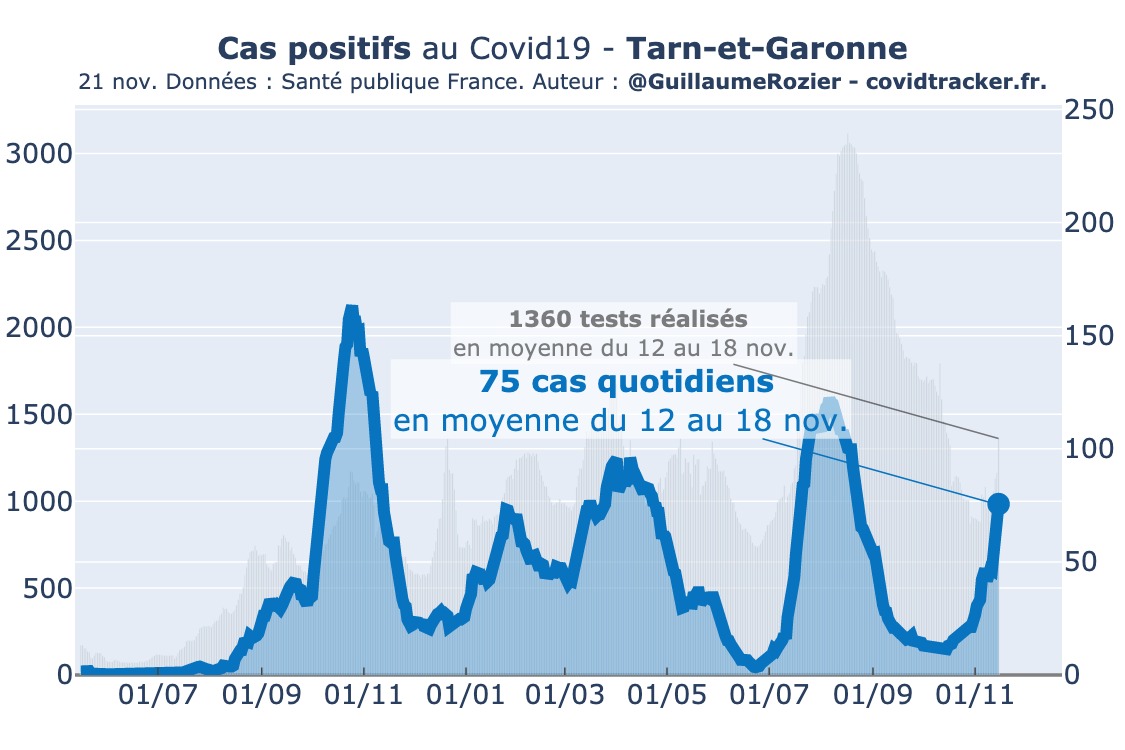 Cas positifs au Covid19 - Tarn-et-Garonne
21 nov. Données : Santé publique France. Auteur : @GuillaumeRozier - covidtracker.fr.
250
3000
200
2500
1360 tests réalisés
en moyenne du 12 au 18 nov.
2000
150
75 cas quotidiens
en moyenne du 12 au 18 nov.
1500
100
1000
50
500
0
0
01/07 01/09 01/11 01/01 01/03 01/05 01/07 01/09 01/11